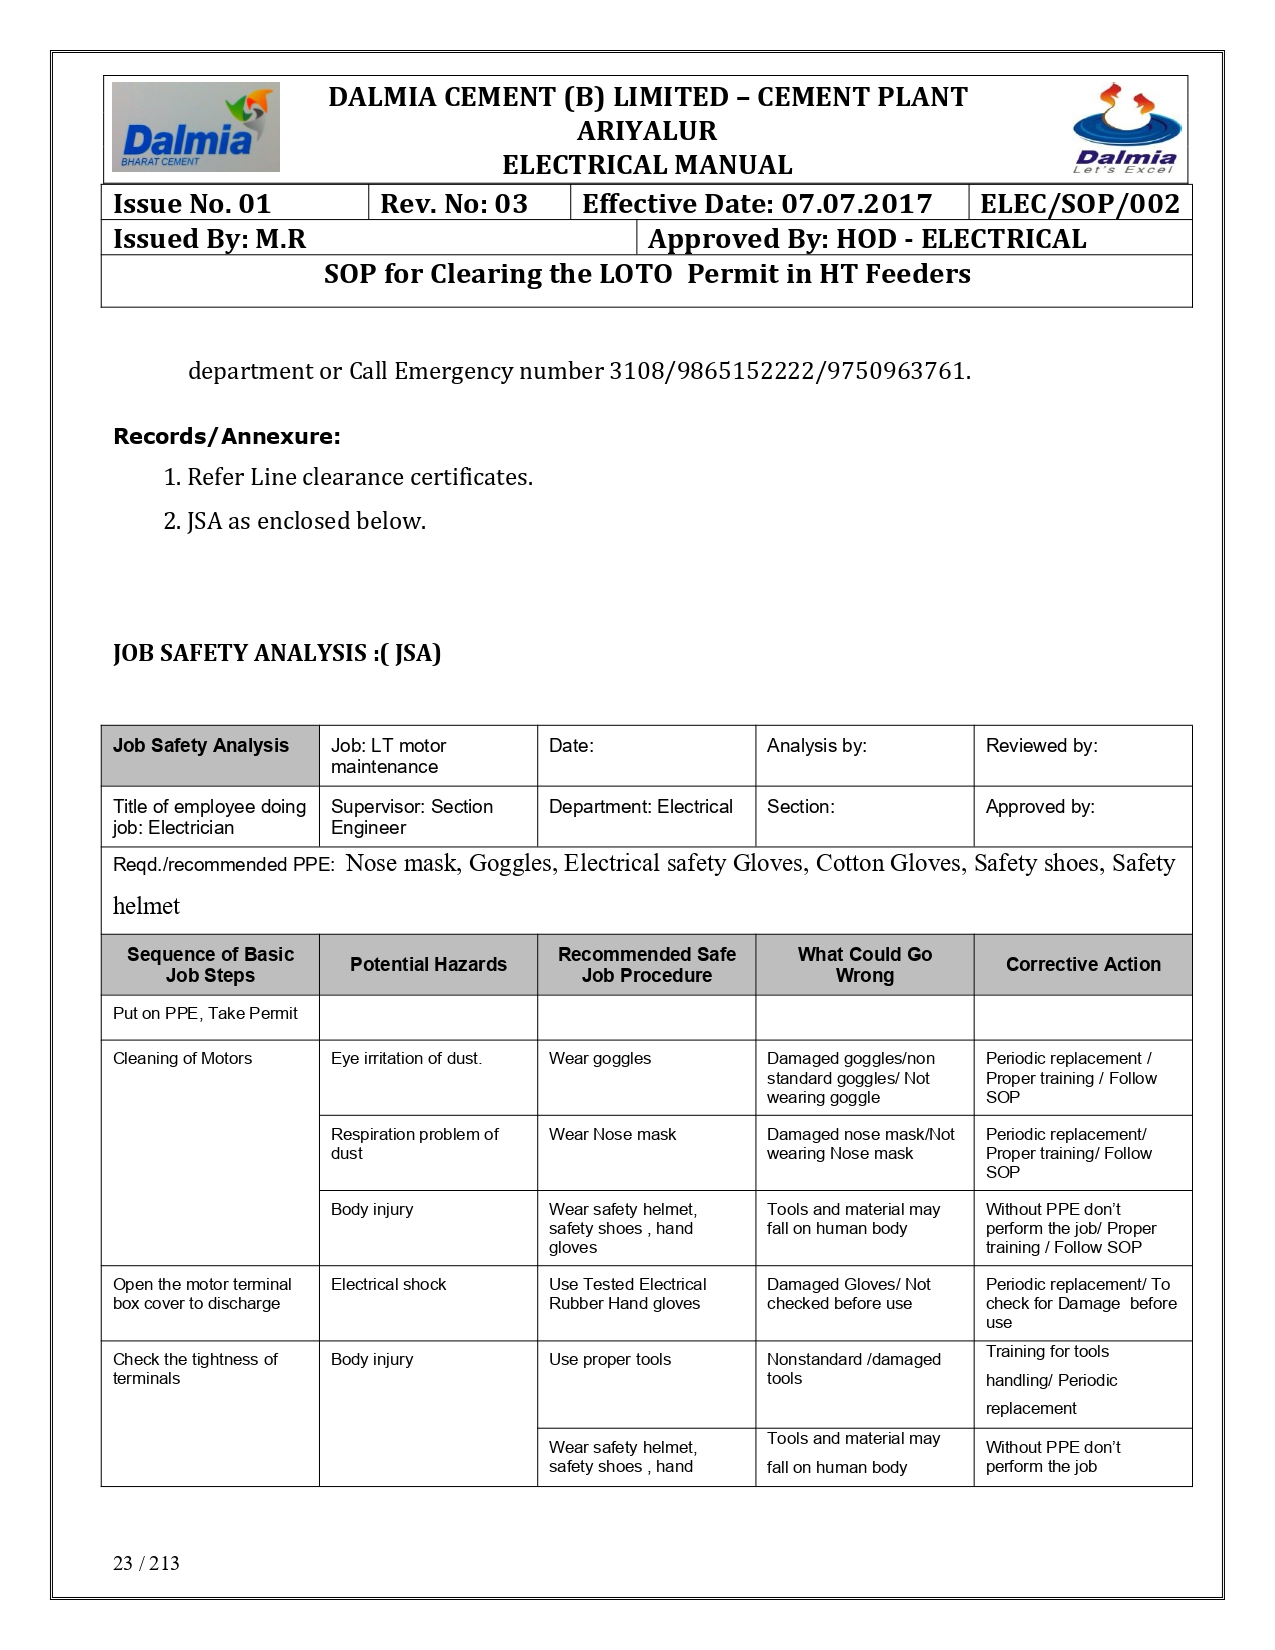 Dalmia
BHARAT CEMENT
DALMIA CEMENT (B) LIMITED – CEMENT PLANT
ARIYALUR
ELECTRICAL MANUAL
Dalmia
Let's Excel
Issue No. 01 Rev. No: 03 Effective Date: 07.07.2017 ELEC/SOP/002
Issued By: M.R Approved By: HOD - ELECTRICAL
SOP for Clearing the LOTO Permit in HT Feeders
department or Call Emergency number 3108/9865152222/9750963761.
Records/Annexure:
1. Refer Line clearance certificates.
2. JSA as enclosed below.
JOB SAFETY ANALYSIS :( JSA)
Job Safety Analysis
Job: LT motor
maintenance
Date:
Analysis by:
Reviewed by:
Title of employee doing
job: Electrician
Supervisor: Section
Engineer
Department: Electrical
Section:
Approved by:
Reqd./recommended PPE: Nose mask, Goggles, Electrical safety Gloves, Cotton Gloves, Safety shoes, Safety
helmet
Sequence of Basic
Job Steps
Potential Hazards
Recommended Safe
Job Procedure
What Could Go
Wrong
Corrective Action
Put on PPE, Take Permit
Cleaning of Motors
Eye irritation of dust.
Wear goggles
Damaged goggles/non
standard goggles/ Not
wearing goggle
Periodic replacement /
Proper training / Follow
SOP
Respiration problem of
dust
Wear Nose mask
Damaged nose mask/Not
wearing Nose mask
Periodic replacement/
Proper training/ Follow
SOP
Body injury
Wear safety helmet,
safety shoes , hand
gloves
Tools and material may
fall on human body
Without PPE don't
perform the job/ Proper
training / Follow SOP
Open the motor terminal
box cover to discharge
Electrical shock
Use Tested Electrical
Rubber Hand gloves
Damaged Gloves/ Not
checked before use
Periodic replacement/ To
check for Damage before
use
Check the tightness of
terminals
Body injury
Use proper tools
Nonstandard /damaged
tools
Training for tools
handling/ Periodic
replacement
Wear safety helmet,
safety shoes , hand
Tools and material may
fall on human body
Without PPE don't
perform the job
23 / 213